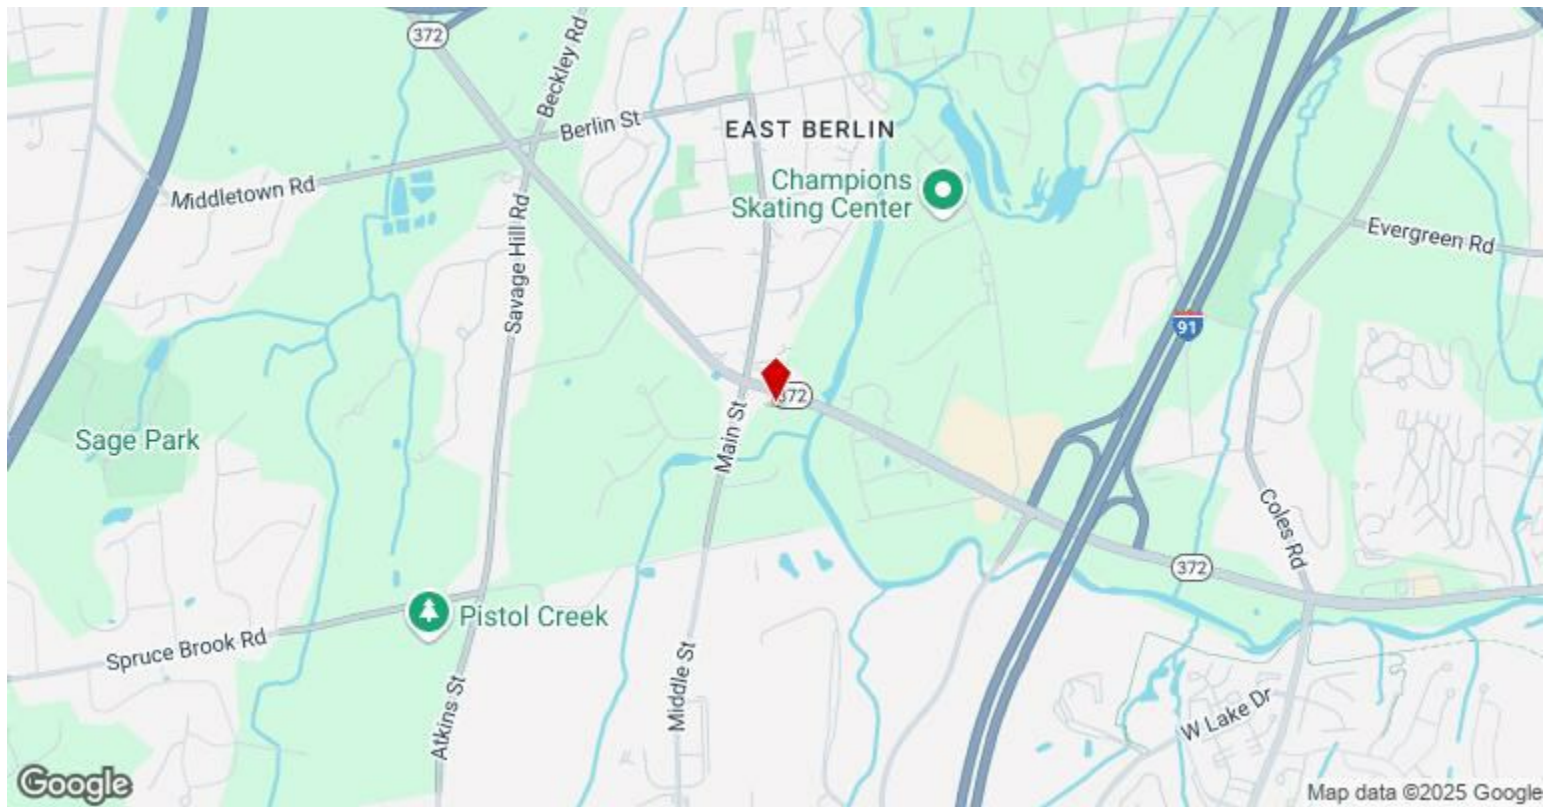 372
Beckley Rd
Berlin St
EAST BERLIN
Middletown Rd
Champions
Skating Center
Savage Hill Rd
Evergreen Rd
91
372
Main St
Sage Park
Coles Rd
372
Pistol Creek
Spruce Brook Rd
Atkins St
Middle St
W Lake Dr
Google
Map data ©2025 Google